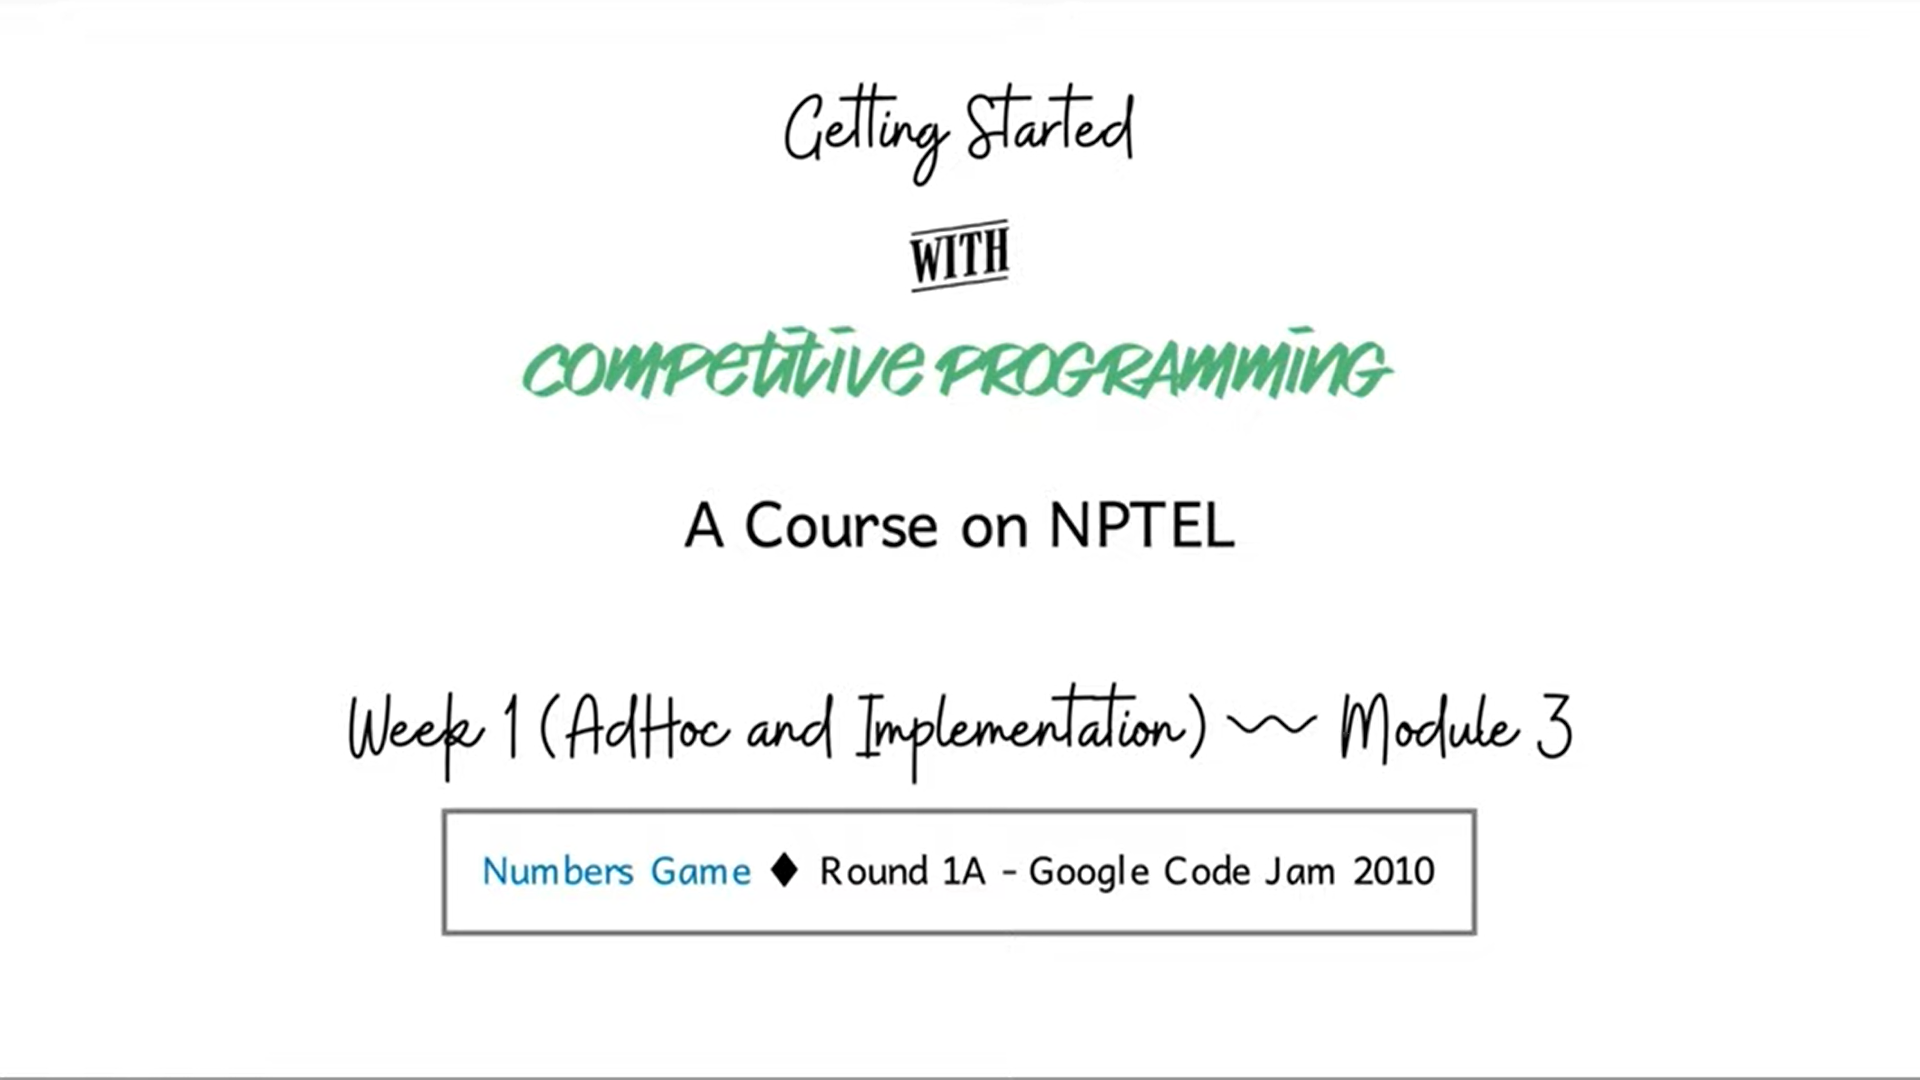 Getting Started
WITH
COMPETITIVE PROGRAMMING
A Course on NPTEL
Week 1 (AdHoc and Implementation) ~ Module 3
Numbers Game ♦ Round 1A - Google Code Jam 2010